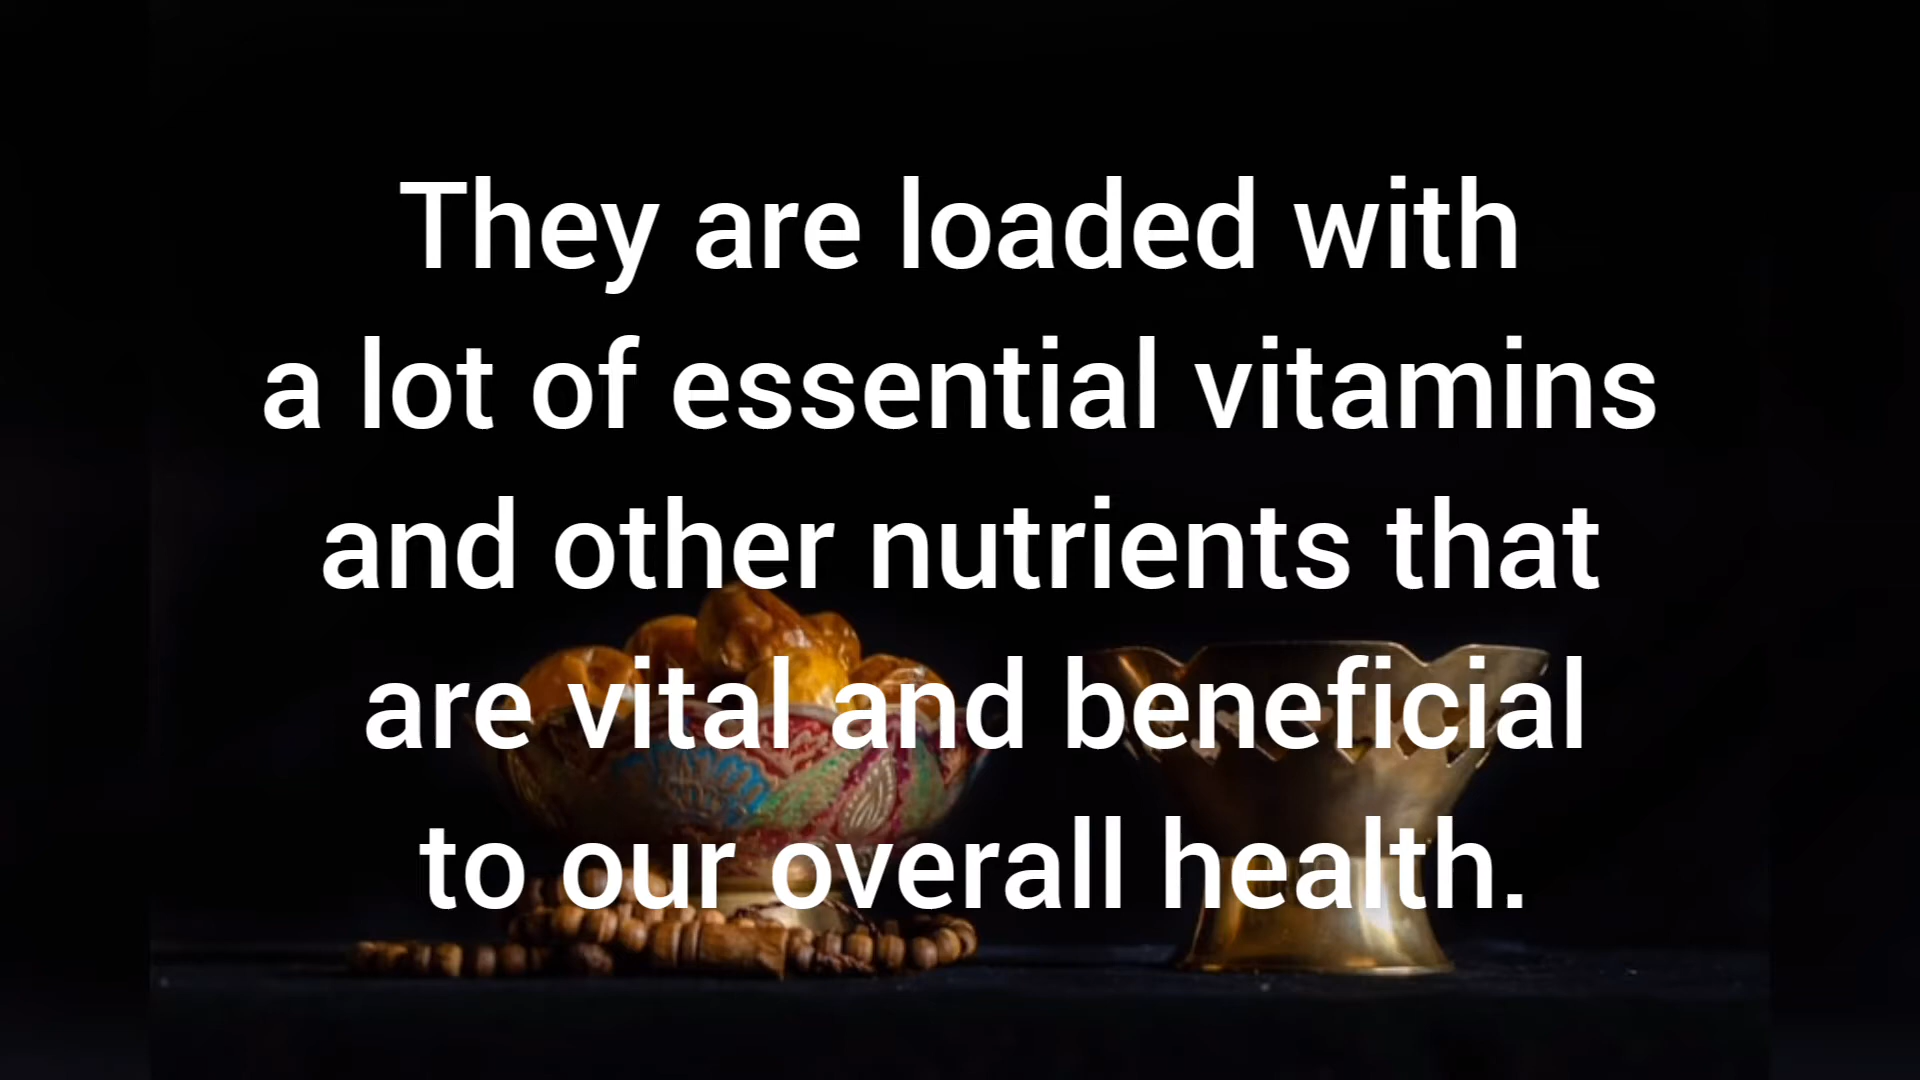 They are loaded with
a lot of essential vitamins
and other nutrients that
are vital and beneficial
to our overall health.